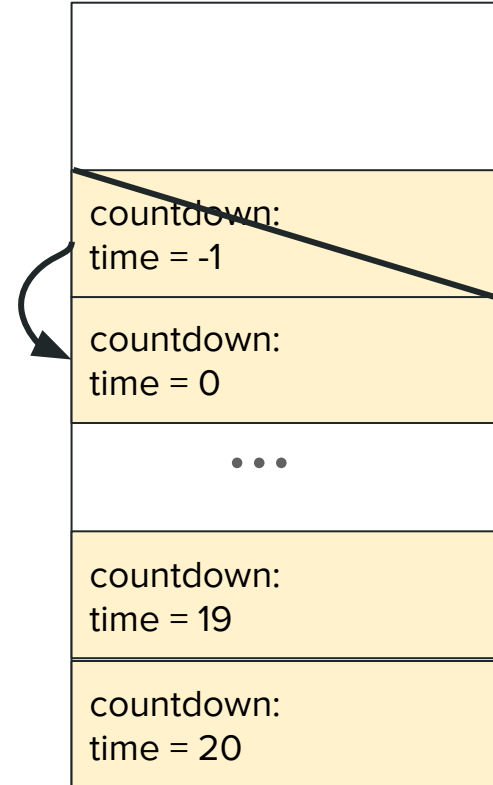 countdown:
time = -1
countdown:
time = 0
...
countdown:
time = 19
countdown:
time = 20